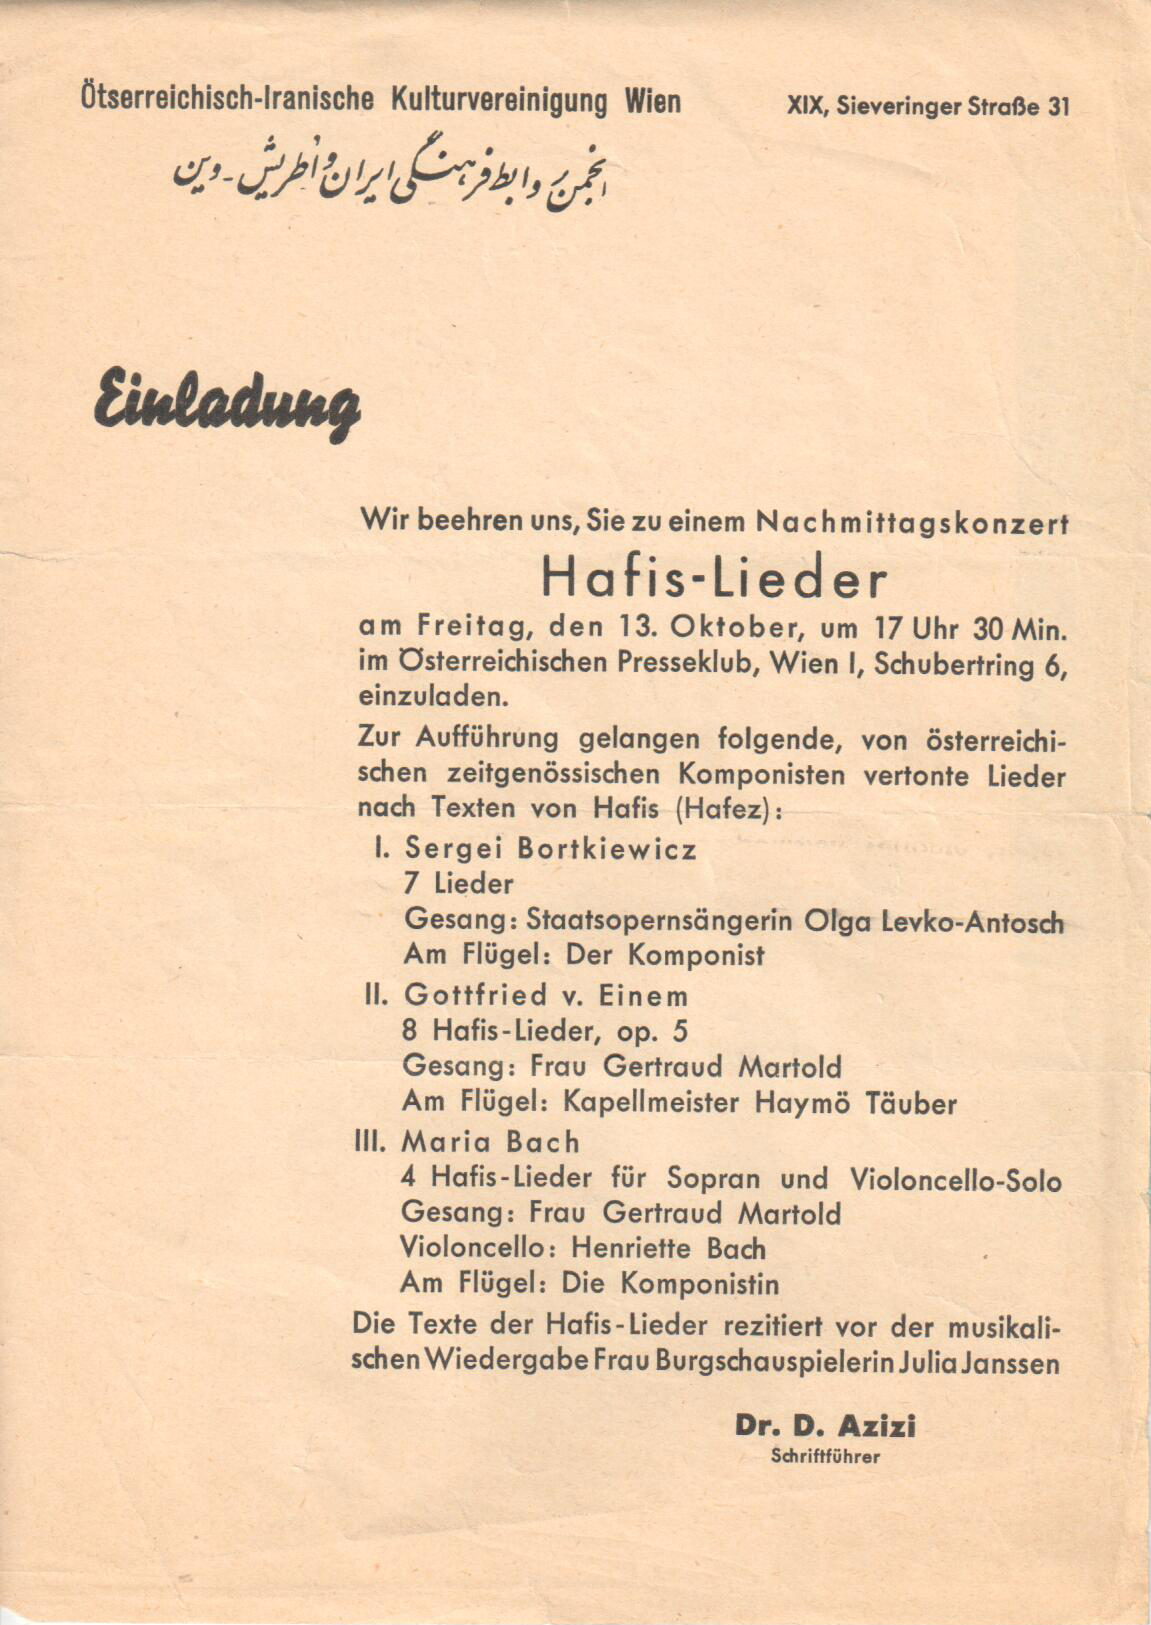 Ötserreichisch-Iranische Kulturvereinigung Wien
XIX, Sieveringer Straße 31
انجمن روابط فرهنگی ایران و اطریش - وین
Einladung
Wir beehren uns, Sie zu einem Nachmittagskonzert
Hafis-Lieder
am Freitag, den 13. Oktober, um 17 Uhr 30 Min.
im Österreichischen Presseklub, Wien I, Schubertring 6,
einzuladen.
Zur Aufführung gelangen folgende, von österreichi-
schen zeitgenössischen Komponisten vertonte Lieder
nach Texten von Hafis (Hafez):
I. Sergei Bortkiewicz
7 Lieder
Gesang: Staatsopernsängerin Olga Levko-Antosch
Am Flügel: Der Komponist
II. Gottfried v. Einem
8 Hafis-Lieder, op. 5
Gesang: Frau Gertraud Martold
Am Flügel: Kapellmeister Haymö Täuber
III. Maria Bach
4 Hafis-Lieder für Sopran und Violoncello-Solo
Gesang: Frau Gertraud Martold
Violoncello: Henriette Bach
Am Flügel: Die Komponistin
Die Texte der Hafis-Lieder rezitiert vor der musikali-
schen Wiedergabe Frau Burgschauspielerin Julia Janssen
Dr. D. Azizi
Schriftführer